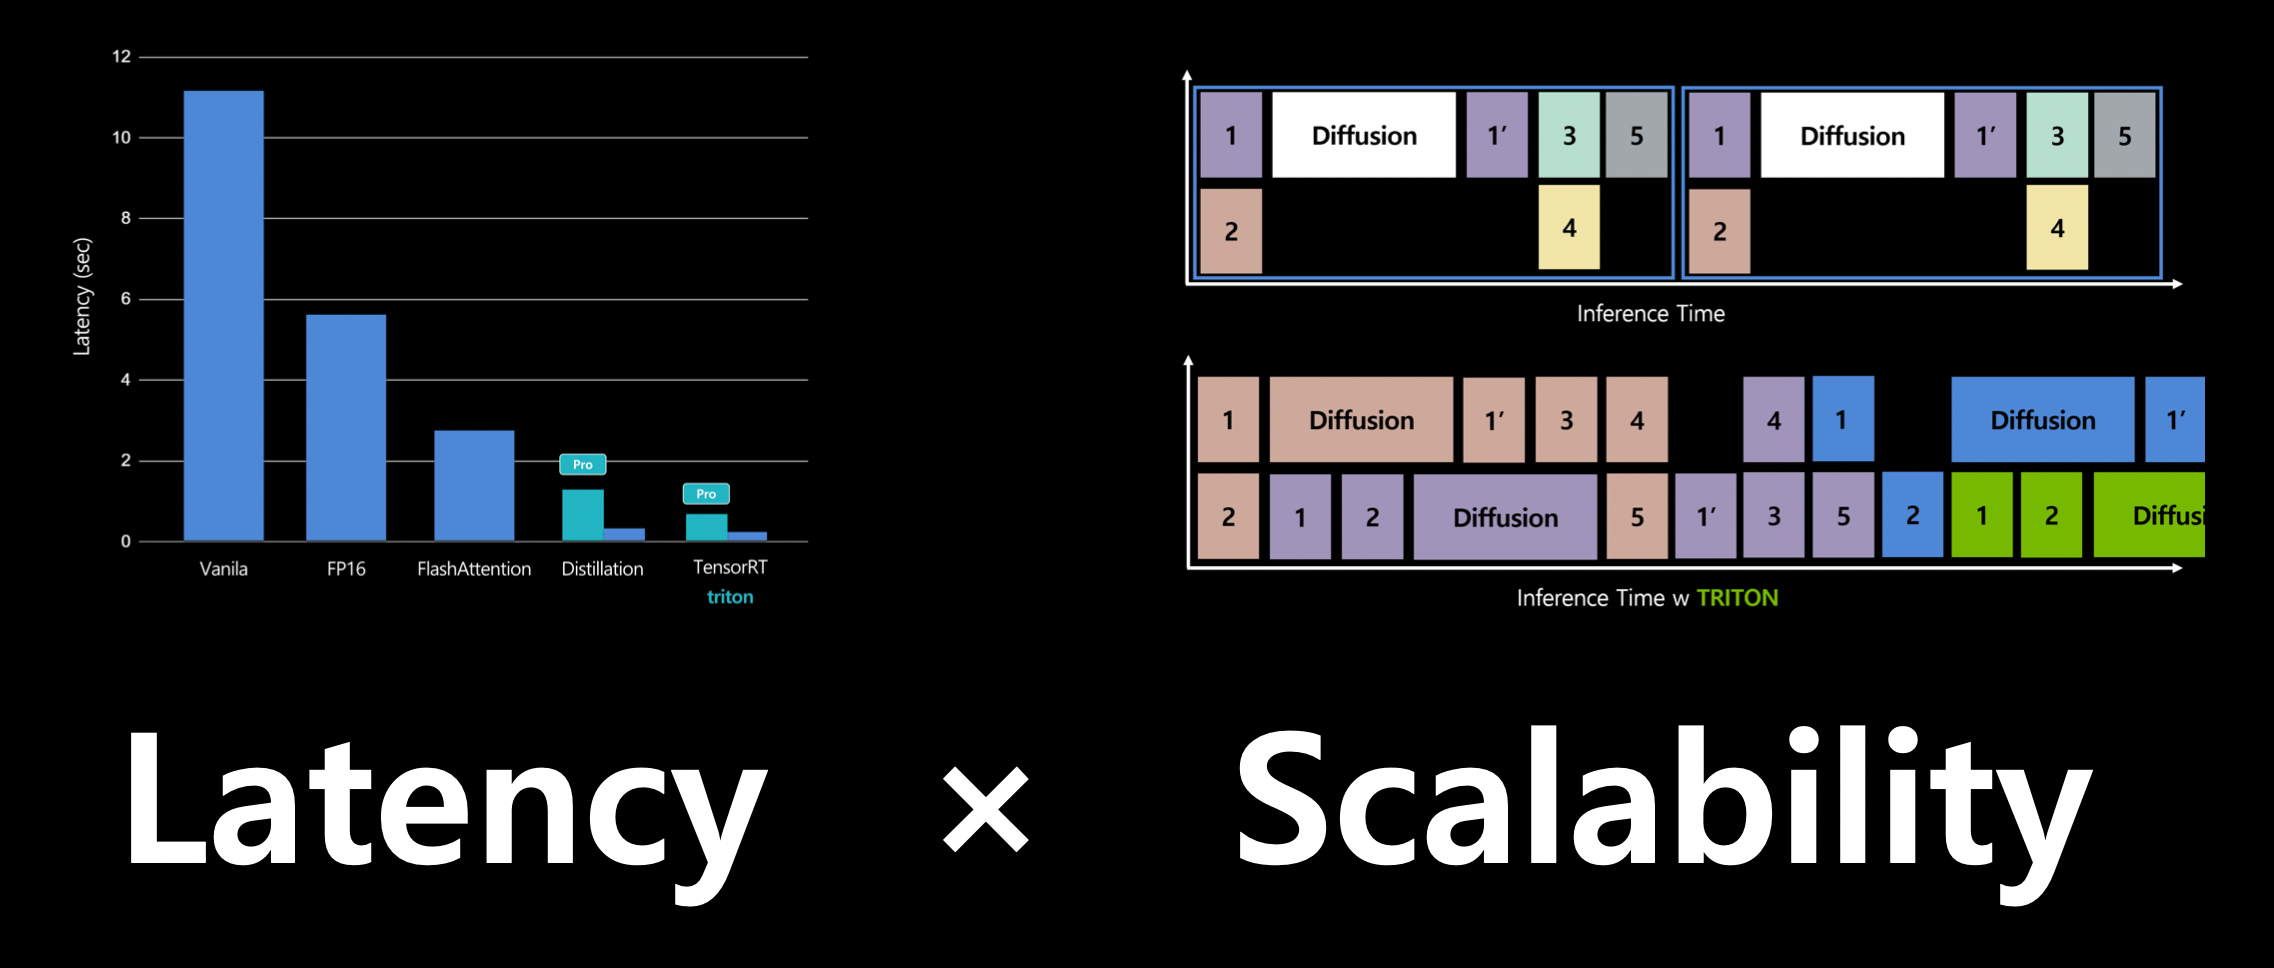 12
10
8
6
4
2
0
Latency (sec)
Pro
Pro
Vanila FP16 FlashAttention Distillation TensorRT
triton
1 Diffusion 1′ 3 5 1 Diffusion 1′ 3 5
2 4 2 4
Inference Time
1 Diffusion 1′ 3 4 4 1 Diffusion 1′
2 1 2 Diffusion 5 1′ 3 5 2 1 2 Diffusi
Inference Time w TRITON
Latency × Scalability